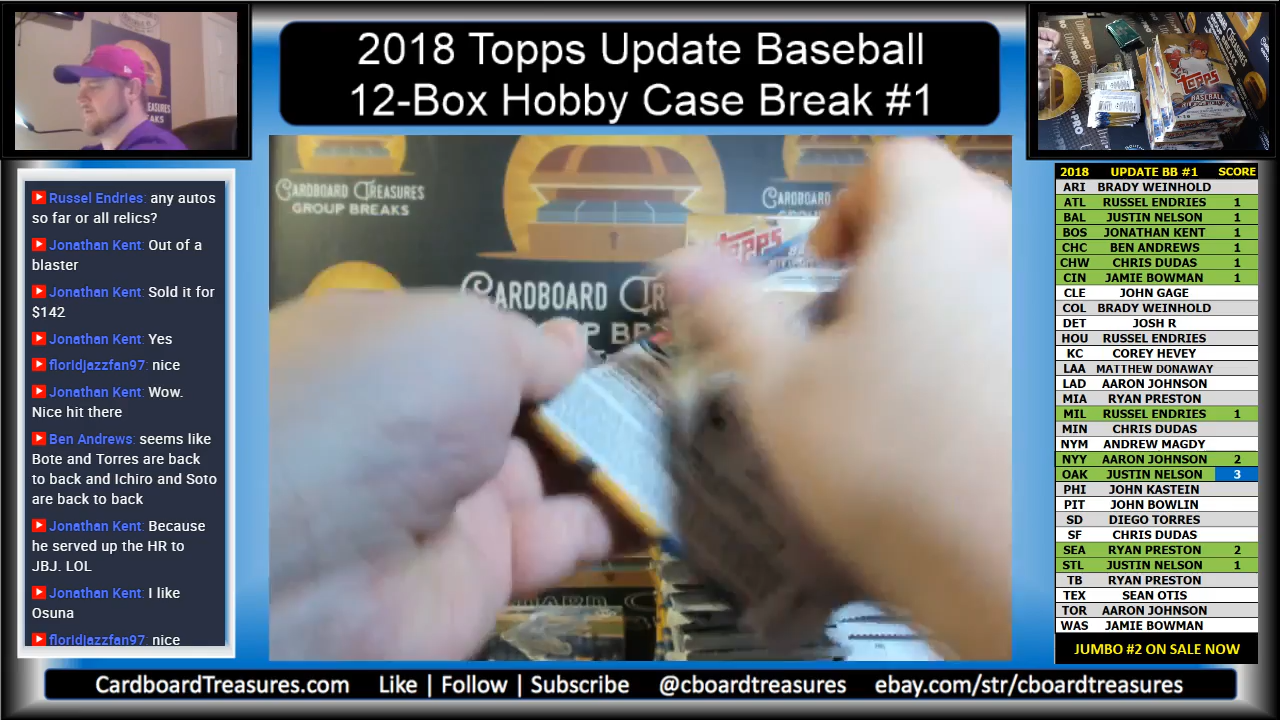 2018 Topps Update Baseball
12-Box Hobby Case Break #1
Russel Endries: any autos
so far or all relics?
Jonathan Kent: Out of a
blaster
Jonathan Kent: Sold it for
$142
Jonathan Kent: Yes
floridjazzfan97: nice
Jonathan Kent: Wow.
Nice hit there
Ben Andrews: seems like
Bote and Torres are back
to back and Ichiro and Soto
are back to back
Jonathan Kent: Because
he served up the HR to
JBJ. LOL
Jonathan Kent: I like
Osuna
floridjazzfan97: nice
CARDBOARD TREASURES
GROUP BREAKS
CARDBOARD
TOPPS
2018 UPDATE BB #1 SCORE
ARI BRADY WEINHOLD
ATL RUSSEL ENDRIES 1
BAL JUSTIN NELSON 1
BOS JONATHAN KENT 1
CHC BEN ANDREWS 1
CHW CHRIS DUDAS 1
CIN JAMIE BOWMAN 1
CLE JOHN GAGE
COL BRADY WEINHOLD
DET JOSH R
HOU RUSSEL ENDRIES
KC COREY HEVEY
LAA MATTHEW DONAWAY
LAD AARON JOHNSON
MIA RYAN PRESTON
MIL RUSSEL ENDRIES 1
MIN CHRIS DUDAS
NYM ANDREW MAGDY
NYY AARON JOHNSON 2
OAK JUSTIN NELSON 3
PHI JOHN KASTEIN
PIT JOHN BOWLIN
SD DIEGO TORRES
SF CHRIS DUDAS
SEA RYAN PRESTON 2
STL JUSTIN NELSON 1
TB RYAN PRESTON
TEX SEAN OTIS
TOR AARON JOHNSON
WAS JAMIE BOWMAN
JUMBO #2 ON SALE NOW
CardboardTreasures.com Like | Follow | Subscribe @cboardtreasures ebay.com/str/cboardtreasures